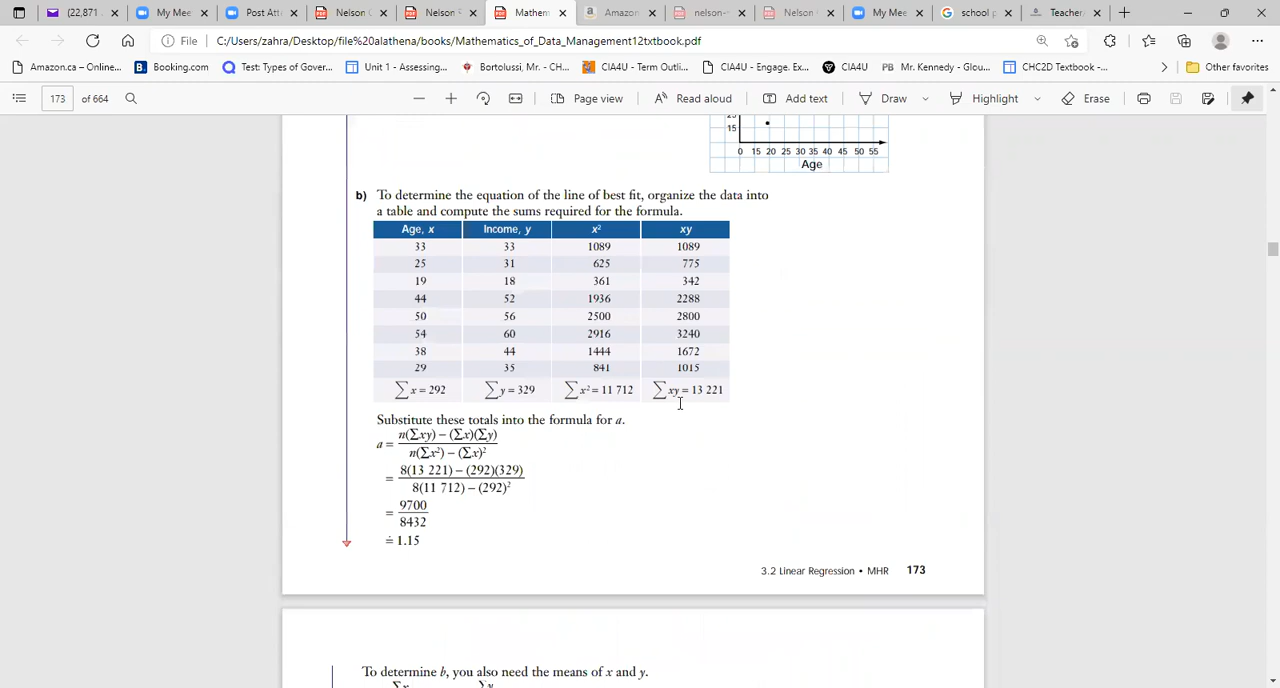 (22,871
My Mee
Post Att
Nelson C
Nelson F
Mathem
Amazon
nelson-
Nelson
My Mee
school p
Teacher
File
C:/Users/zahra/Desktop/file%20alathena/books/Mathematics_of_Data_Management12txtbook.pdf
Amazon.ca – Online...
Booking.com
Test: Types of Gover...
Unit 1 - Assessing...
Bortolussi, Mr. - CH...
CIA4U - Term Outli...
CIA4U - Engage. Ex...
CIA4U
PB Mr. Kennedy - Glou...
CHC2D Textbook -...
Other favorites
173 of 664
Page view
Read aloud
Add text
Draw
Highlight
Erase
15
0 15 20 25 30 35 40 45 50 55
Age
b) To determine the equation of the line of best fit, organize the data into
a table and compute the sums required for the formula.
Age, x Income, y x² xy
33 33 1089 1089
25 31 625 775
19 18 361 342
44 52 1936 2288
50 56 2500 2800
54 60 2916 3240
38 44 1444 1672
29 35 841 1015
∑x = 292 ∑y = 329 ∑x² = 11 712 ∑xy = 13 221
Substitute these totals into the formula for a.
a = n(Σxy) – (Σx)(Σy)
n(Σx²) – (Σx)²
= 8(13 221) – (292)(329)
8(11 712) – (292)²
= 9700
8432
≐ 1.15
3.2 Linear Regression • MHR 173
To determine b, you also need the means of x and y.